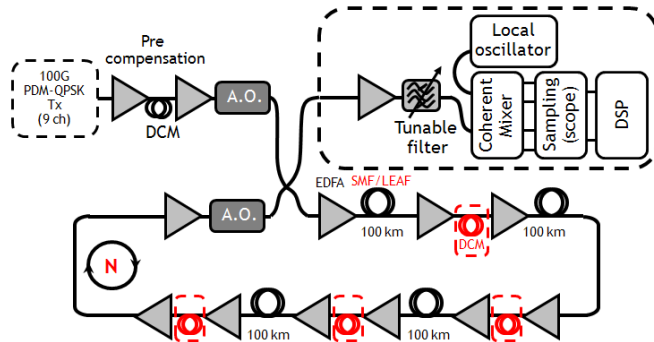 Pre
compensation
100G
PDM-QPSK
Tx
(9 ch)
DCM
A.O.
Tunable
filter
Local
oscillator
Coherent
Mixer
Sampling
(scope)
DSP
A.O.
EDFA
SMF/LEAF
100 km
DCM
100 km
N
100 km
100 km